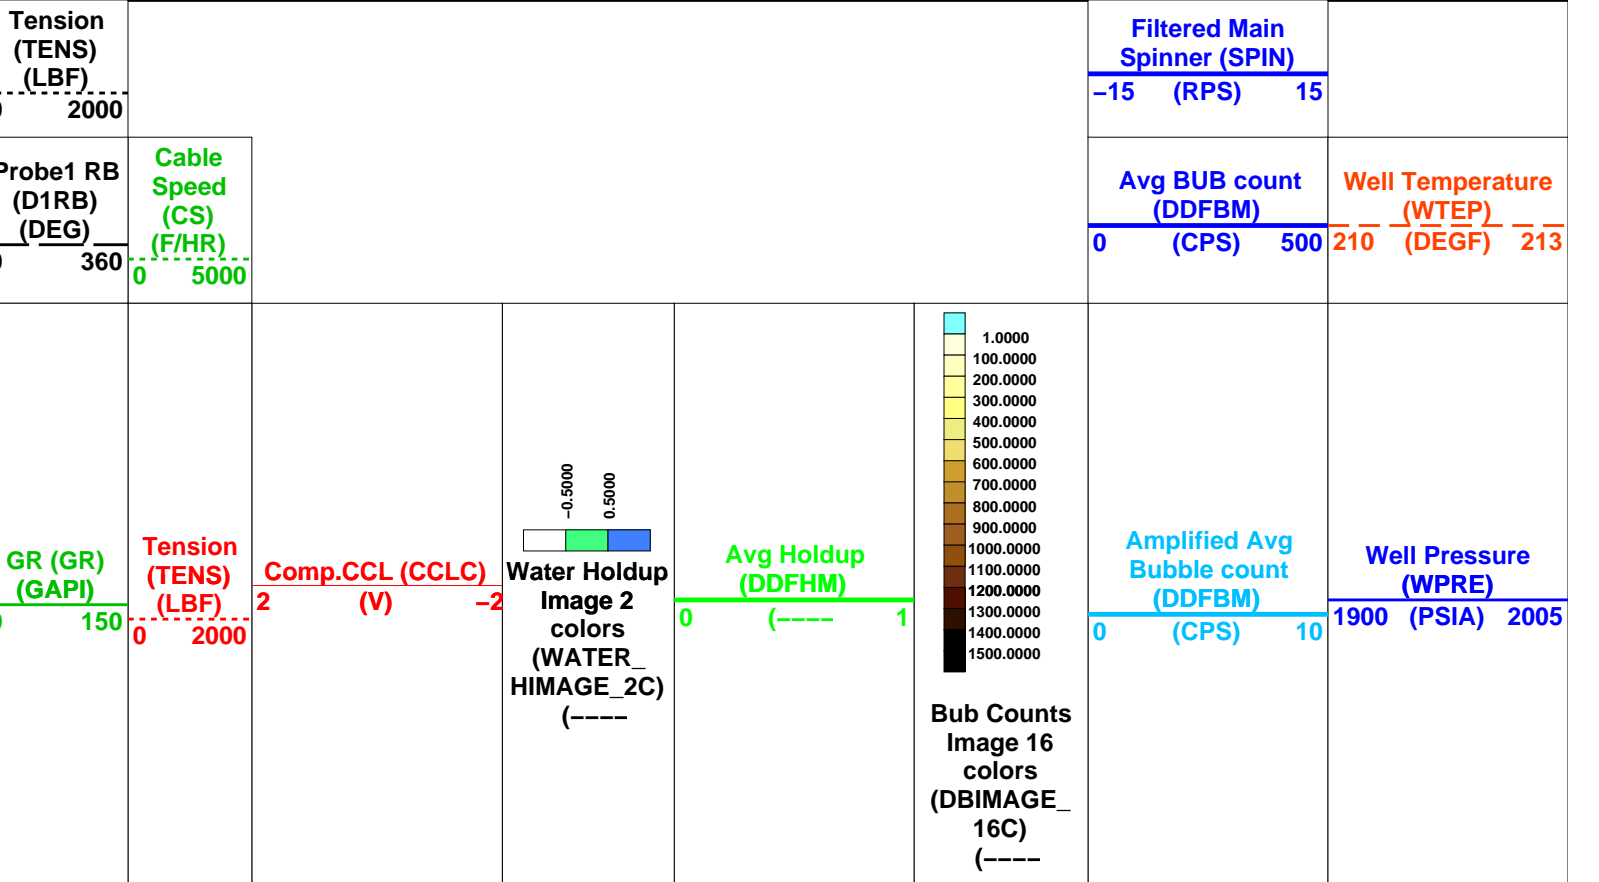 Tension
(TENS)
(LBF)
2000
Filtered Main
Spinner (SPIN)
−15 (RPS) 15
Probe1 RB
(D1RB)
(DEG)
360
Cable
Speed
(CS)
(F/HR)
0 5000
Avg BUB count
(DDFBM)
0 (CPS) 500
Well Temperature
(WTEP)
210 (DEGF) 213
GR (GR)
(GAPI)
150
Tension
(TENS)
(LBF)
0 2000
Comp.CCL (CCLC)
2 (V) −2
−0.5000
0.5000
Water Holdup
Image 2
colors
(WATER_
HIMAGE_2C)
(−−−−
Avg Holdup
(DDFHM)
0 (−−−− 1
1.0000
100.0000
200.0000
300.0000
400.0000
500.0000
600.0000
700.0000
800.0000
900.0000
1000.0000
1100.0000
1200.0000
1300.0000
1400.0000
1500.0000
Bub Counts
Image 16
colors
(DBIMAGE_
16C)
(−−−−
Amplified Avg
Bubble count
(DDFBM)
0 (CPS) 10
Well Pressure
(WPRE)
1900 (PSIA) 2005